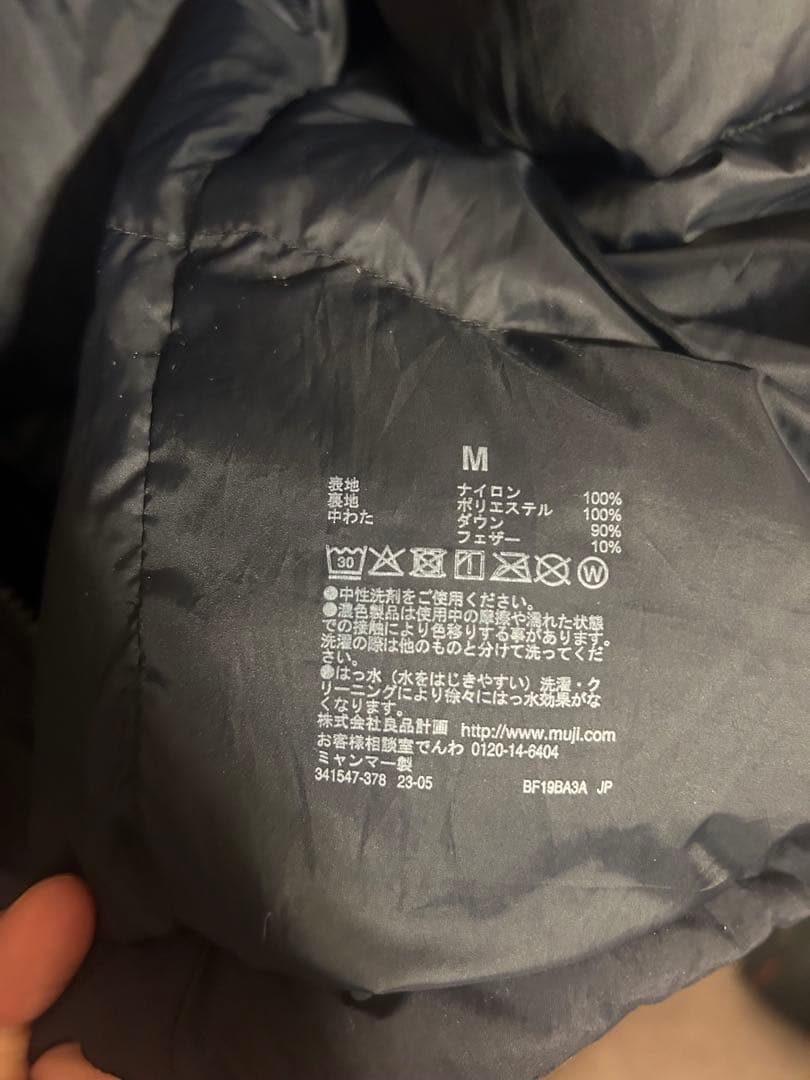 M
表地 ナイロン 100%
裏地 ポリエステル 100%
中わた ダウン 90%
フェザー 10%
30 W
●中性洗剤をご使用ください。
●濃色製品は使用中の摩擦や濡れた状態
での接触により色移りする事があります。
洗濯の際は他のものと分けて洗ってくだ
さい。
●はっ水（水をはじきやすい）洗濯・ク
リーニングにより徐々にはっ水効果がな
くなります。
株式会社良品計画 http://www.muji.com
お客様相談室でんわ 0120-14-6404
ミャンマー製
341547-378 23-05 BF19BA3A JP